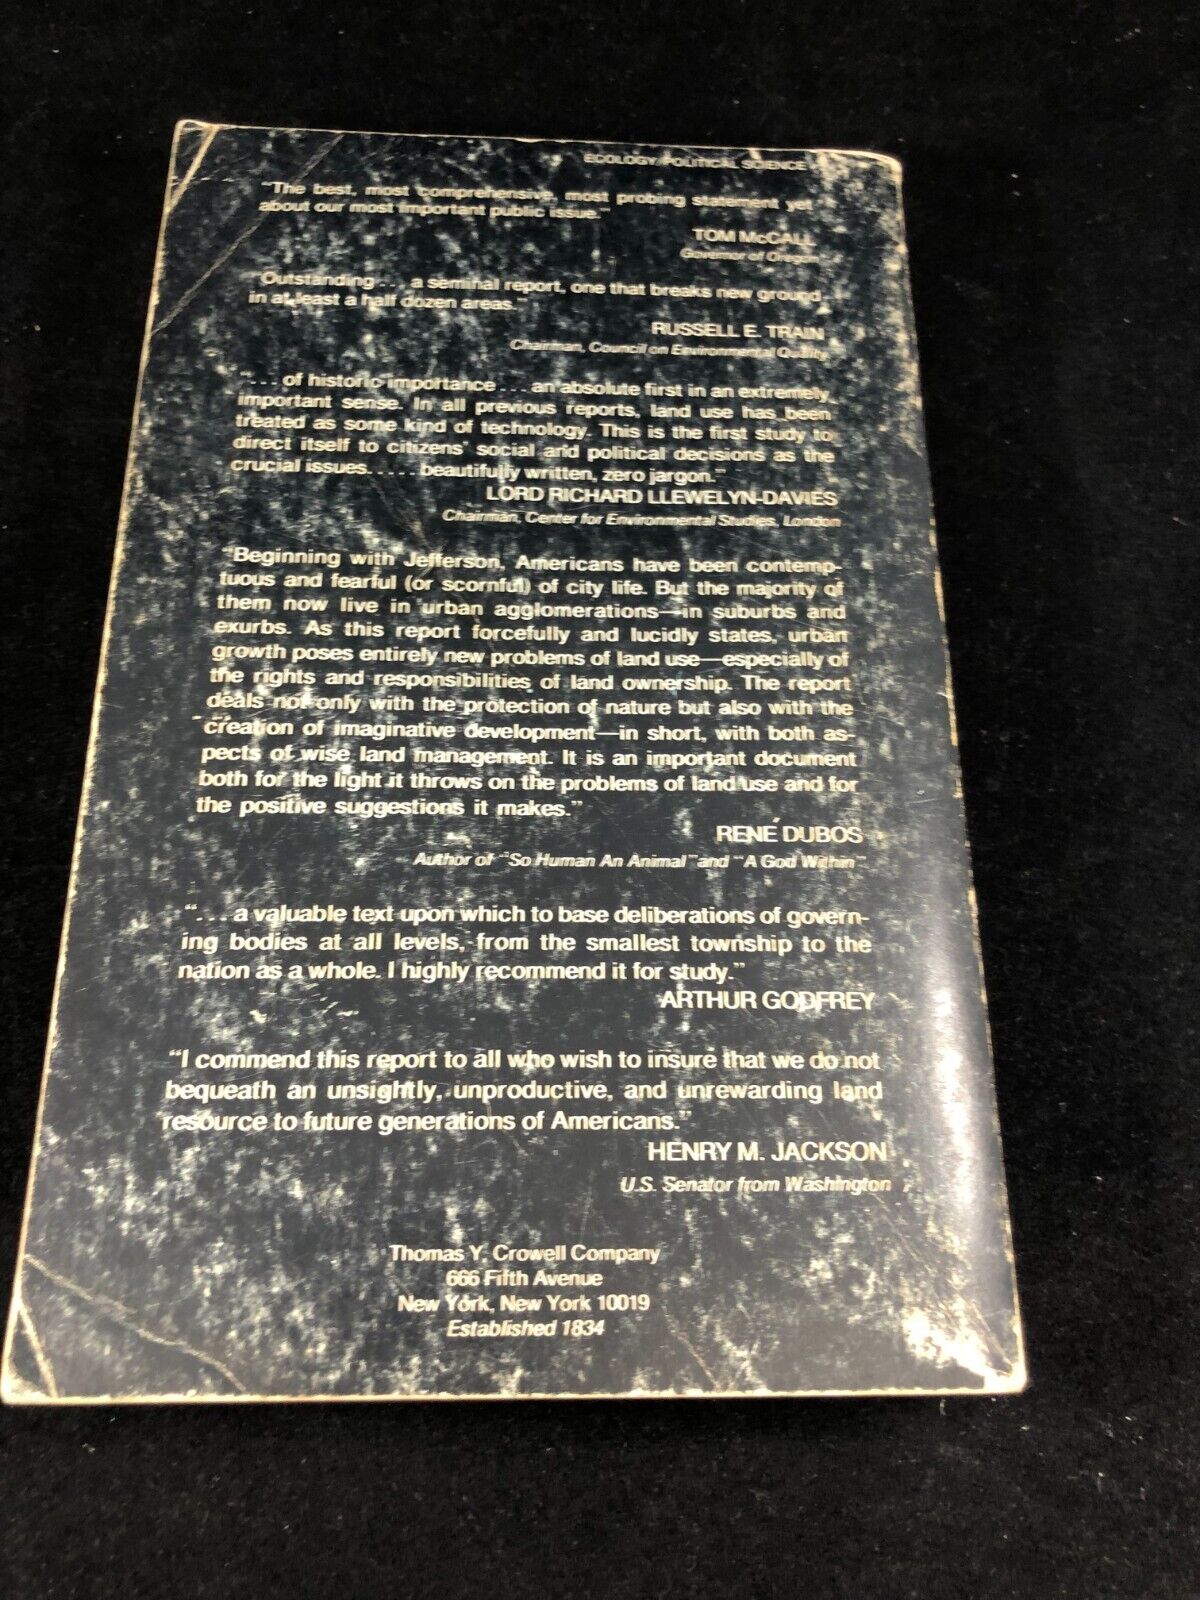 ECOLOGY/POLITICAL SCIENCE
"The best, most comprehensive, most probing statement yet
about our most important public issue."
TOM McCALL
Governor of Oregon
"Outstanding... a seminal report, one that breaks new ground
in at least a half dozen areas."
RUSSELL E. TRAIN
Chairman, Council on Environmental Quality
"... of historic importance ... an absolute first in an extremely
important sense. In all previous reports, land use has been
treated as some kind of technology. This is the first study to
direct itself to citizens' social and political decisions as the
crucial issues..... beautifully written, zero jargon."
LORD RICHARD LLEWELYN-DAVIES
Chairman, Center for Environmental Studies, London
"Beginning with Jefferson, Americans have been contemp-
tuous and fearful (or scornful) of city life. But the majority of
them now live in urban agglomerations—in suburbs and
exurbs. As this report forcefully and lucidly states, urban
growth poses entirely new problems of land use—especially of
the rights and responsibilities of land ownership. The report
deals not only with the protection of nature but also with the
creation of imaginative development—in short, with both as-
pects of wise land management. It is an important document
both for the light it throws on the problems of land use and for
the positive suggestions it makes."
RENÉ DUBOS
Author of "So Human An Animal" and "A God Within"
"... a valuable text upon which to base deliberations of govern-
ing bodies at all levels, from the smallest township to the
nation as a whole. I highly recommend it for study."
ARTHUR GODFREY
"I commend this report to all who wish to insure that we do not
bequeath an unsightly, unproductive, and unrewarding land
resource to future generations of Americans."
HENRY M. JACKSON
U.S. Senator from Washington
Thomas Y. Crowell Company
666 Fifth Avenue
New York, New York 10019
Established 1834